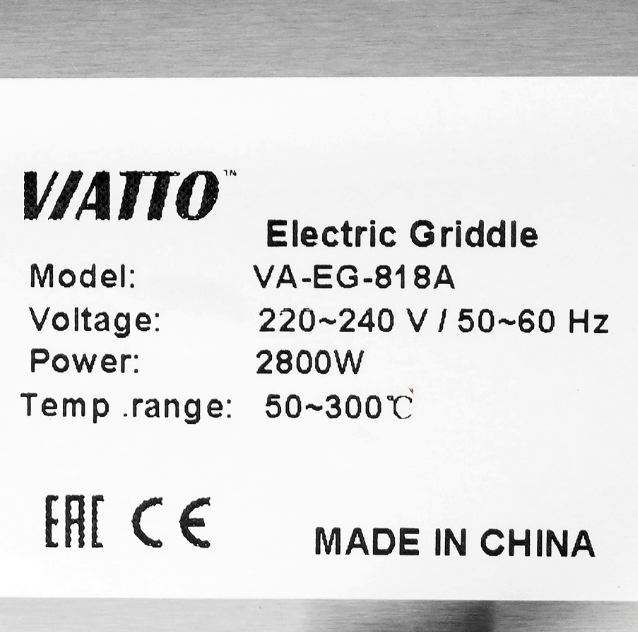 VIATTO™
Electric Griddle
Model: VA-EG-818A
Voltage: 220~240 V / 50~60 Hz
Power: 2800W
Temp .range: 50~300℃
EAC CE
MADE IN CHINA